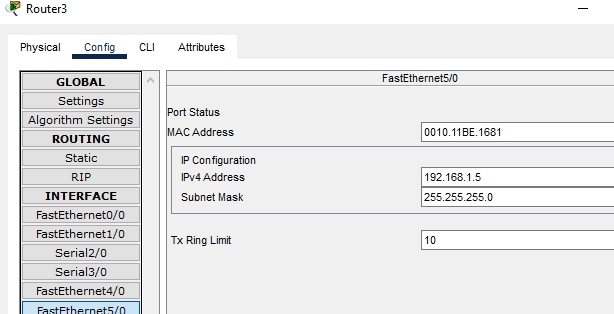 Router3
Physical Config CLI Attributes
GLOBAL
Settings
Algorithm Settings
ROUTING
Static
RIP
INTERFACE
FastEthernet0/0
FastEthernet1/0
Serial2/0
Serial3/0
FastEthernet4/0
FastEthernet5/0
FastEthernet5/0
Port Status
MAC Address 0010.11BE.1681
IP Configuration
IPv4 Address 192.168.1.5
Subnet Mask 255.255.255.0
Tx Ring Limit 10